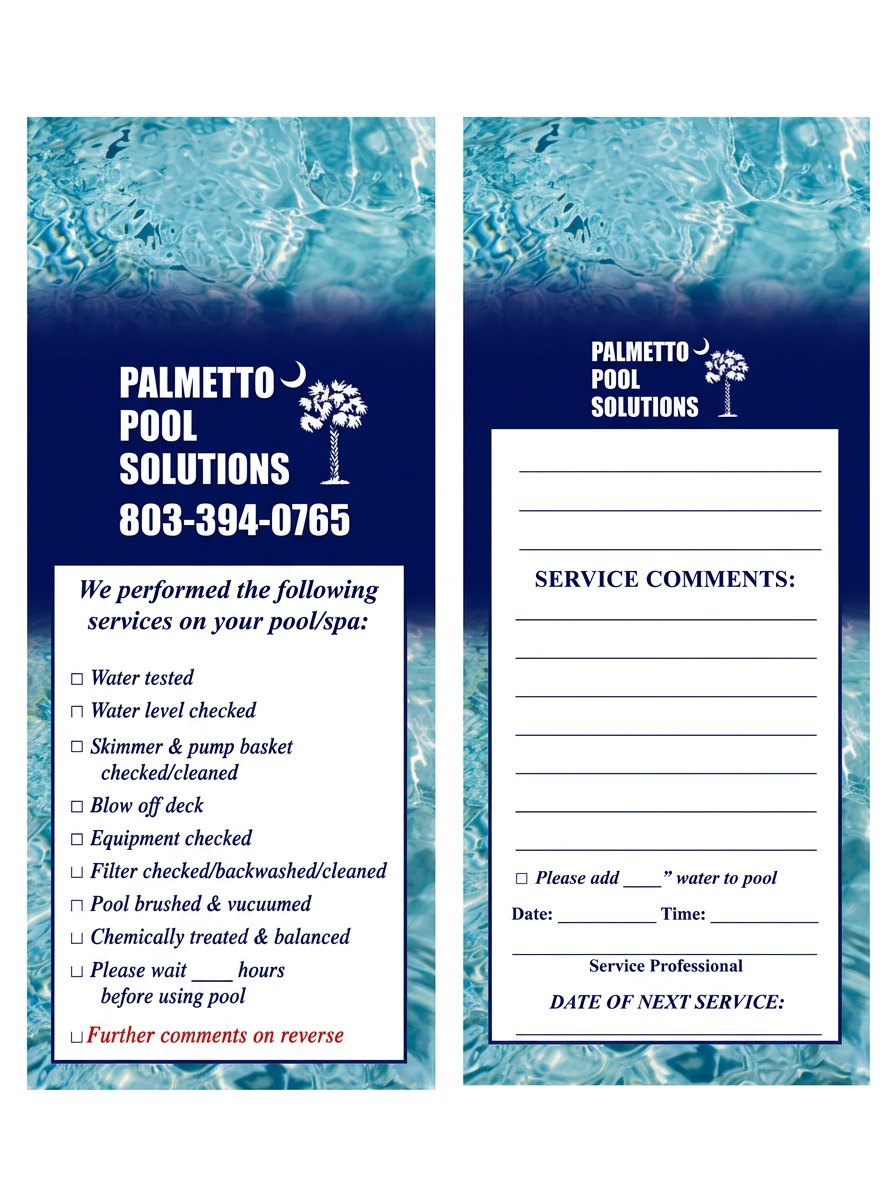 PALMETTO
POOL
SOLUTIONS
803-394-0765
We performed the following
services on your pool/spa:
□ Water tested
□ Water level checked
□ Skimmer & pump basket
checked/cleaned
□ Blow off deck
□ Equipment checked
□ Filter checked/backwashed/cleaned
□ Pool brushed & vucuumed
□ Chemically treated & balanced
□ Please wait ____ hours
before using pool
□ Further comments on reverse
PALMETTO
POOL
SOLUTIONS
SERVICE COMMENTS:
□ Please add ____” water to pool
Date: ___________ Time: ____________
Service Professional
DATE OF NEXT SERVICE: